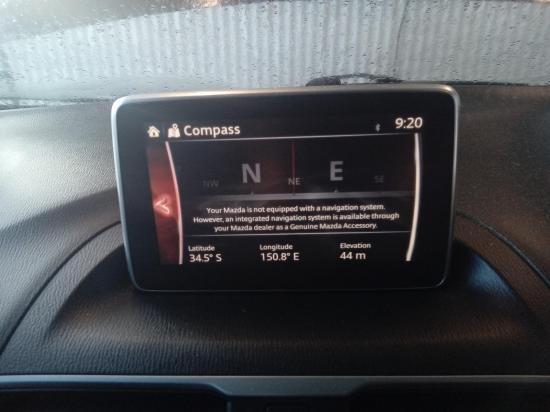 Compass 9:20
NW N NE E SE
Your Mazda is not equipped with a navigation system.
However, an integrated navigation system is available through
your Mazda dealer as a Genuine Mazda Accessory.
Latitude Longitude Elevation
34.5° S 150.8° E 44 m